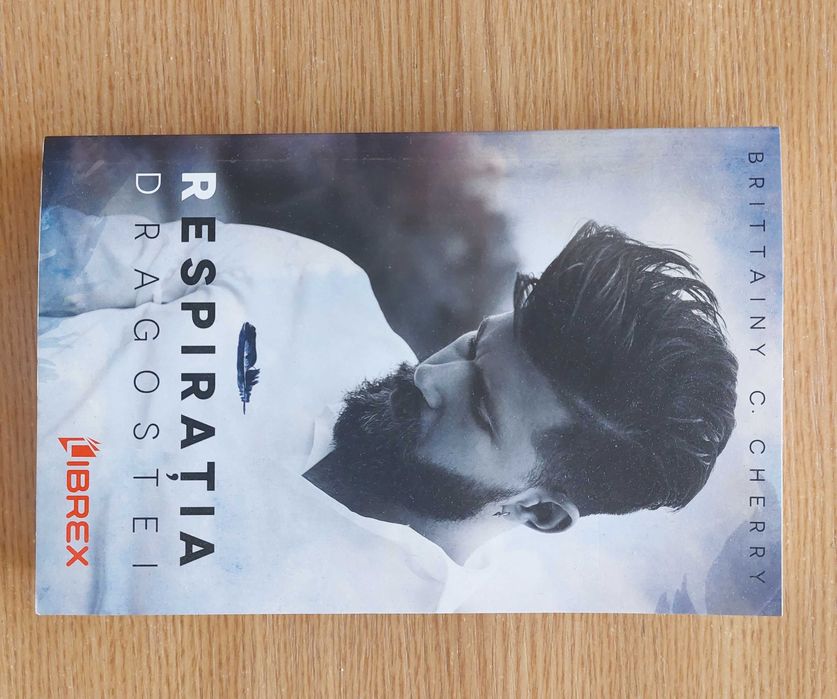 BRITTAINY C. CHERRY
RESPIRAȚIA
DRAGOSTEI
LIBREX